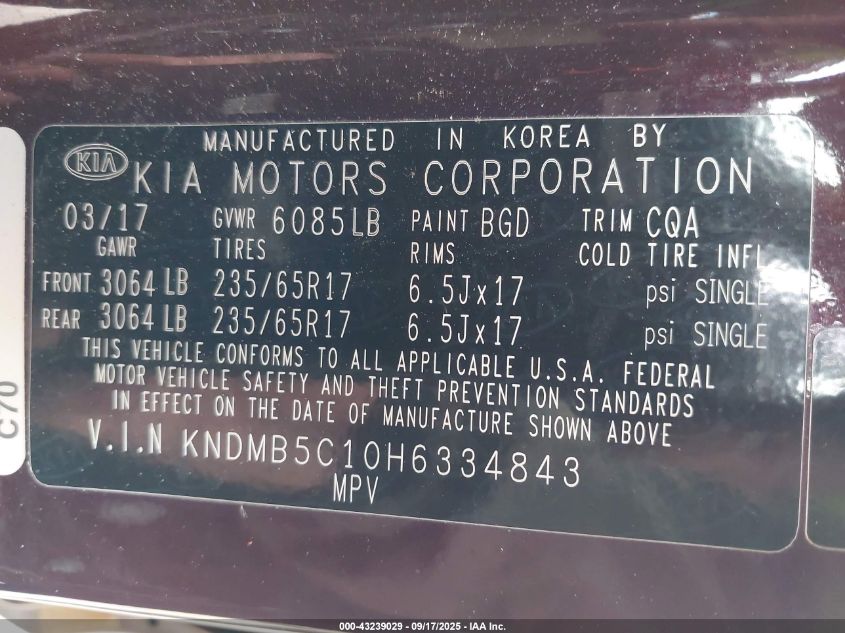 MANUFACTURED IN KOREA BY
KIA KIA MOTORS CORPORATION
03/17 GVWR 6085LB PAINT BGD TRIM CQA
GAWR TIRES RIMS COLD TIRE INFL
FRONT 3064 LB 235/65R17 6.5Jx17 psi SINGLE
REAR 3064 LB 235/65R17 6.5Jx17 psi SINGLE
THIS VEHICLE CONFORMS TO ALL APPLICABLE U.S.A. FEDERAL
MOTOR VEHICLE SAFETY AND THEFT PREVENTION STANDARDS
IN EFFECT ON THE DATE OF MANUFACTURE SHOWN ABOVE
V.I.N KNDMB5C10H6334843
MPV
C70
000-43239029 - 09/17/2025 - IAA Inc.